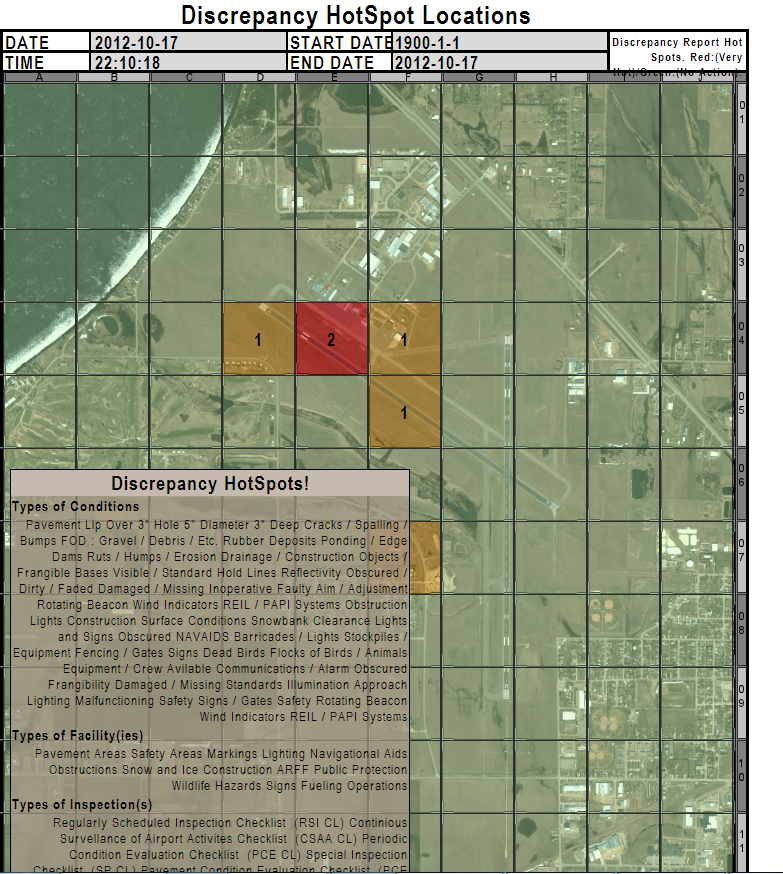 Discrepancy HotSpot Locations
DATE 2012-10-17 START DATE 1900-1-1
TIME 22:10:18 END DATE 2012-10-17
Discrepancy Report Hot
Spots. Red:(Very
Hot)/Green:(No Action).
A B C D E F G H I J
01
02
03
04
1 2 1
05
1
06
07
08
09
10
11
Discrepancy HotSpots!
Types of Conditions
Pavement Lip Over 3" Hole 5" Diameter 3" Deep Cracks / Spalling /
Bumps FOD : Gravel / Debris / Etc. Rubber Deposits Ponding / Edge
Dams Ruts / Humps / Erosion Drainage / Construction Objects /
Frangible Bases Visible / Standard Hold Lines Reflectivity Obscured /
Dirty / Faded Damaged / Missing Inoperative Faulty Aim / Adjustment
Rotating Beacon Wind Indicators REIL / PAPI Systems Obstruction
Lights Construction Surface Conditions Snowbank Clearance Lights
and Signs Obscured NAVAIDS Barricades / Lights Stockpiles /
Equipment Fencing / Gates Signs Dead Birds Flocks of Birds / Animals
Equipment / Crew Avilable Communications / Alarm Obscured
Frangibility Damaged / Missing Standards Illumination Approach
Lighting Malfunctioning Safety Signs / Gates Safety Rotating Beacon
Wind Indicators REIL / PAPI Systems
Types of Facility(ies)
Pavement Areas Safety Areas Markings Lighting Navigational Aids
Obstructions Snow and Ice Construction ARFF Public Protection
Wildlife Hazards Signs Fueling Operations
Types of Inspection(s)
Regularly Scheduled Inspection Checklist (RSI CL) Continious
Survellance of Airport Activites Checklist (CSAA CL) Periodic
Condition Evaluation Checklist (PCE CL) Special Inspection
Checklist (SP CL) Pavement Condition Evaluation Checklist (PCE